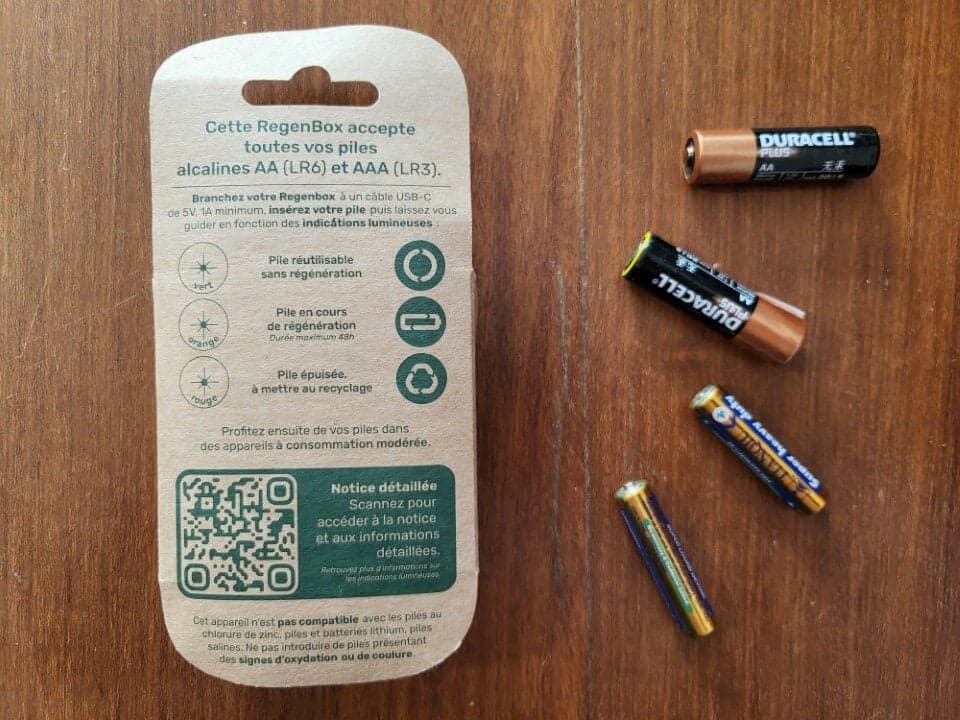 Cette RegenBox accepte
toutes vos piles
alcalines AA (LR6) et AAA (LR3).
Branchez votre Regenbox à un câble USB-C
de 5V, 1A minimum, insérez votre pile puis laissez vous
guider en fonction des indications lumineuses :
vert
Pile réutilisable
sans régénération
orange
Pile en cours
de régénération
Durée maximum 48h
rouge
Pile épuisée,
à mettre au recyclage
Profitez ensuite de vos piles dans
des appareils à consommation modérée.
Notice détaillée
Scannez pour
accéder à la notice
et aux informations
détaillées.
Retrouvez plus d'informations sur
les indications lumineuses.
Cet appareil n'est pas compatible avec les piles au
chlorure de zinc, piles et batteries lithium, piles
salines. Ne pas introduire de piles présentant
des signes d'oxydation ou de coulure.
DURACELL
PLUS
AA
无汞
DURACELL
PLUS
AA
无汞
Super heavy duty